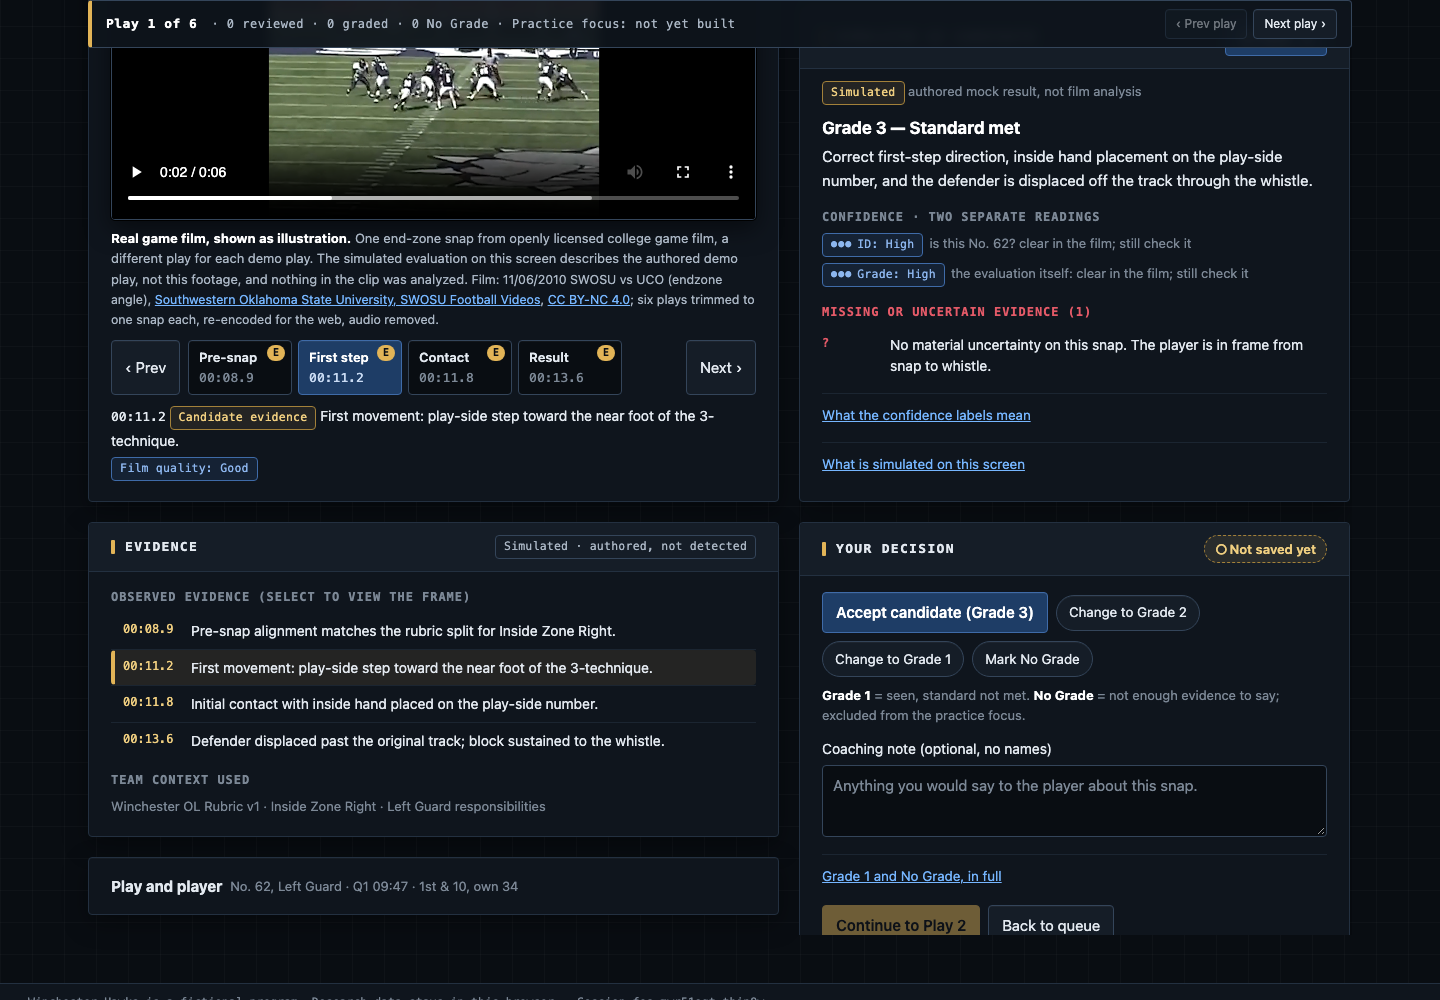 Play 1 of 6 · 0 reviewed · 0 graded · 0 No Grade · Practice focus: not yet built
‹ Prev play
Next play ›
0:02 / 0:06
Real game film, shown as illustration. One end-zone snap from openly licensed college game film, a
different play for each demo play. The simulated evaluation on this screen describes the authored demo
play, not this footage, and nothing in the clip was analyzed. Film: 11/06/2010 SWOSU vs UCO (endzone
angle), Southwestern Oklahoma State University, SWOSU Football Videos, CC BY-NC 4.0; six plays trimmed to
one snap each, re-encoded for the web, audio removed.
‹ Prev
Pre-snap E
00:08.9
First step E
00:11.2
Contact E
00:11.8
Result E
00:13.6
Next ›
00:11.2 Candidate evidence First movement: play-side step toward the near foot of the 3-
technique.
Film quality: Good
Simulated authored mock result, not film analysis
Grade 3 — Standard met
Correct first-step direction, inside hand placement on the play-side
number, and the defender is displaced off the track through the whistle.
CONFIDENCE · TWO SEPARATE READINGS
●●● ID: High is this No. 62? clear in the film; still check it
●●● Grade: High the evaluation itself: clear in the film; still check it
MISSING OR UNCERTAIN EVIDENCE (1)
? No material uncertainty on this snap. The player is in frame from
snap to whistle.
What the confidence labels mean
What is simulated on this screen
EVIDENCE
Simulated · authored, not detected
OBSERVED EVIDENCE (SELECT TO VIEW THE FRAME)
00:08.9 Pre-snap alignment matches the rubric split for Inside Zone Right.
00:11.2 First movement: play-side step toward the near foot of the 3-technique.
00:11.8 Initial contact with inside hand placed on the play-side number.
00:13.6 Defender displaced past the original track; block sustained to the whistle.
TEAM CONTEXT USED
Winchester OL Rubric v1 · Inside Zone Right · Left Guard responsibilities
Play and player No. 62, Left Guard · Q1 09:47 · 1st & 10, own 34
YOUR DECISION
Not saved yet
Accept candidate (Grade 3)
Change to Grade 2
Change to Grade 1
Mark No Grade
Grade 1 = seen, standard not met. No Grade = not enough evidence to say;
excluded from the practice focus.
Coaching note (optional, no names)
Anything you would say to the player about this snap.
Grade 1 and No Grade, in full
Continue to Play 2
Back to queue